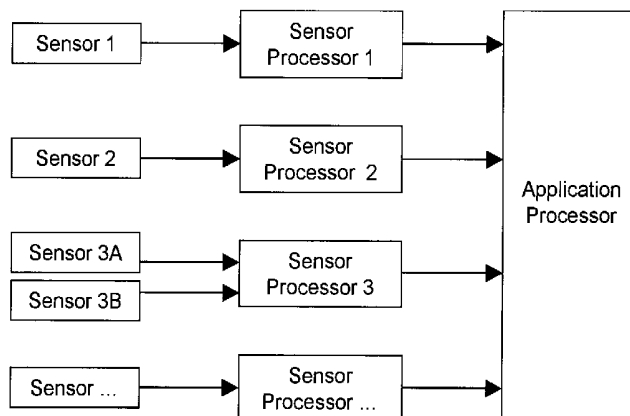 Sensor 1
Sensor
Processor 1
Sensor 2
Sensor
Processor 2
Application
Processor
Sensor 3A
Sensor 3B
Sensor
Processor 3
Sensor ...
Sensor
Processor ...